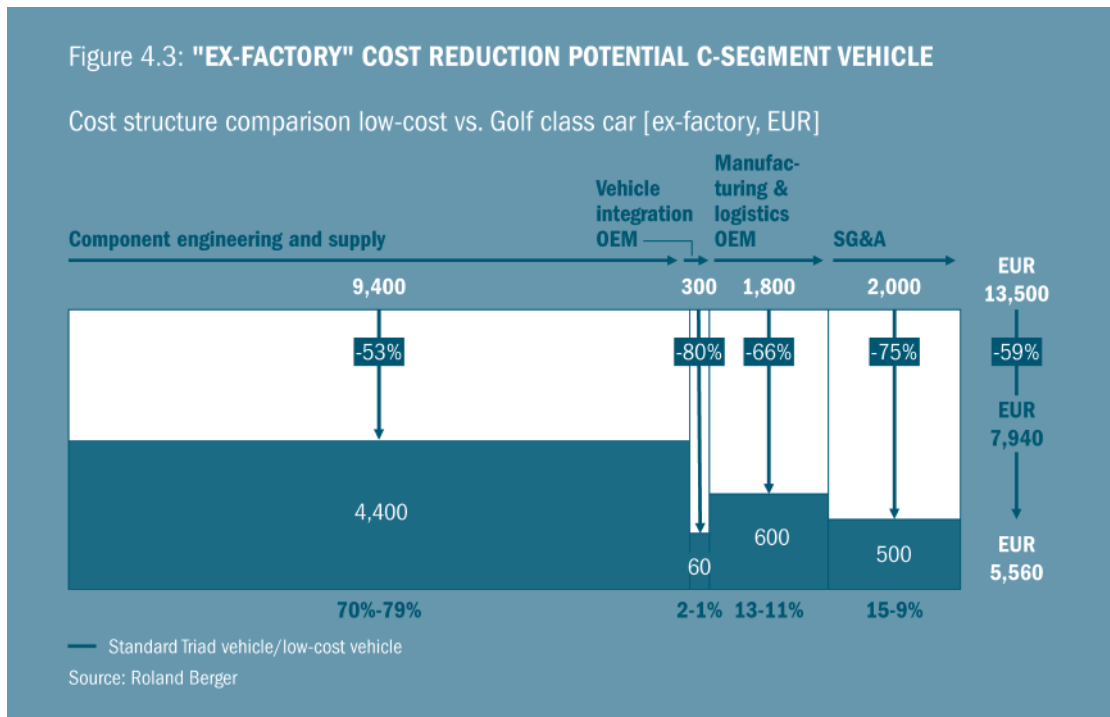 Figure 4.3: "EX-FACTORY" COST REDUCTION POTENTIAL C-SEGMENT VEHICLE
Cost structure comparison low-cost vs. Golf class car [ex-factory, EUR]
Component engineering and supply
Vehicle
integration
OEM
Manufac-
turing &
logistics
OEM
SG&A
9,400
300
1,800
2,000
EUR
13,500
-53%
-80%
-66%
-75%
-59%
EUR
7,940
4,400
60
600
500
EUR
5,560
70%-79%
2-1%
13-11%
15-9%
Standard Triad vehicle/low-cost vehicle
Source: Roland Berger